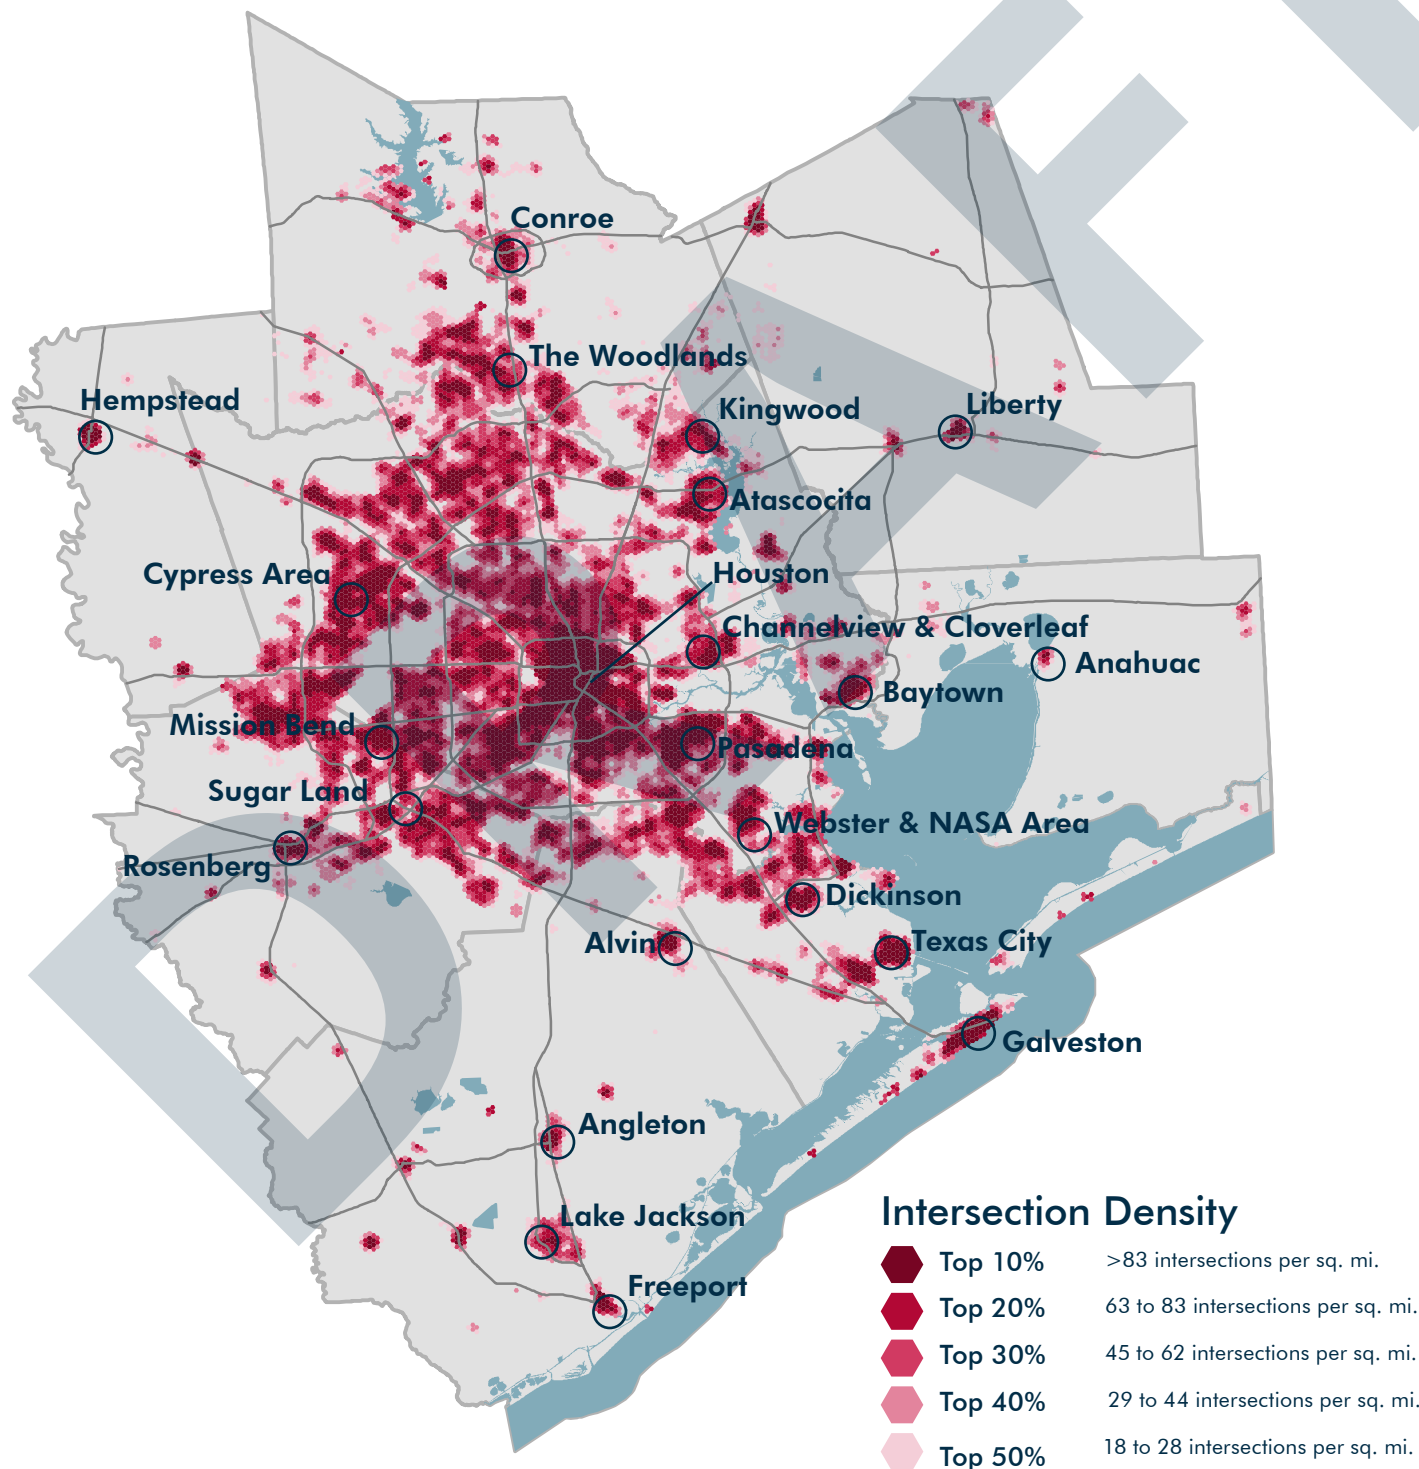 Conroe
The Woodlands
Hempstead
Kingwood
Liberty
Atascocita
Cypress Area
Houston
Channelview & Cloverleaf
Anahuac
Baytown
Mission Bend
Pasadena
Sugar Land
Webster & NASA Area
Rosenberg
Dickinson
Alvin
Texas City
Galveston
Angleton
Lake Jackson
Freeport
Intersection Density
Top 10% >83 intersections per sq. mi.
Top 20% 63 to 83 intersections per sq. mi.
Top 30% 45 to 62 intersections per sq. mi.
Top 40% 29 to 44 intersections per sq. mi.
Top 50% 18 to 28 intersections per sq. mi.